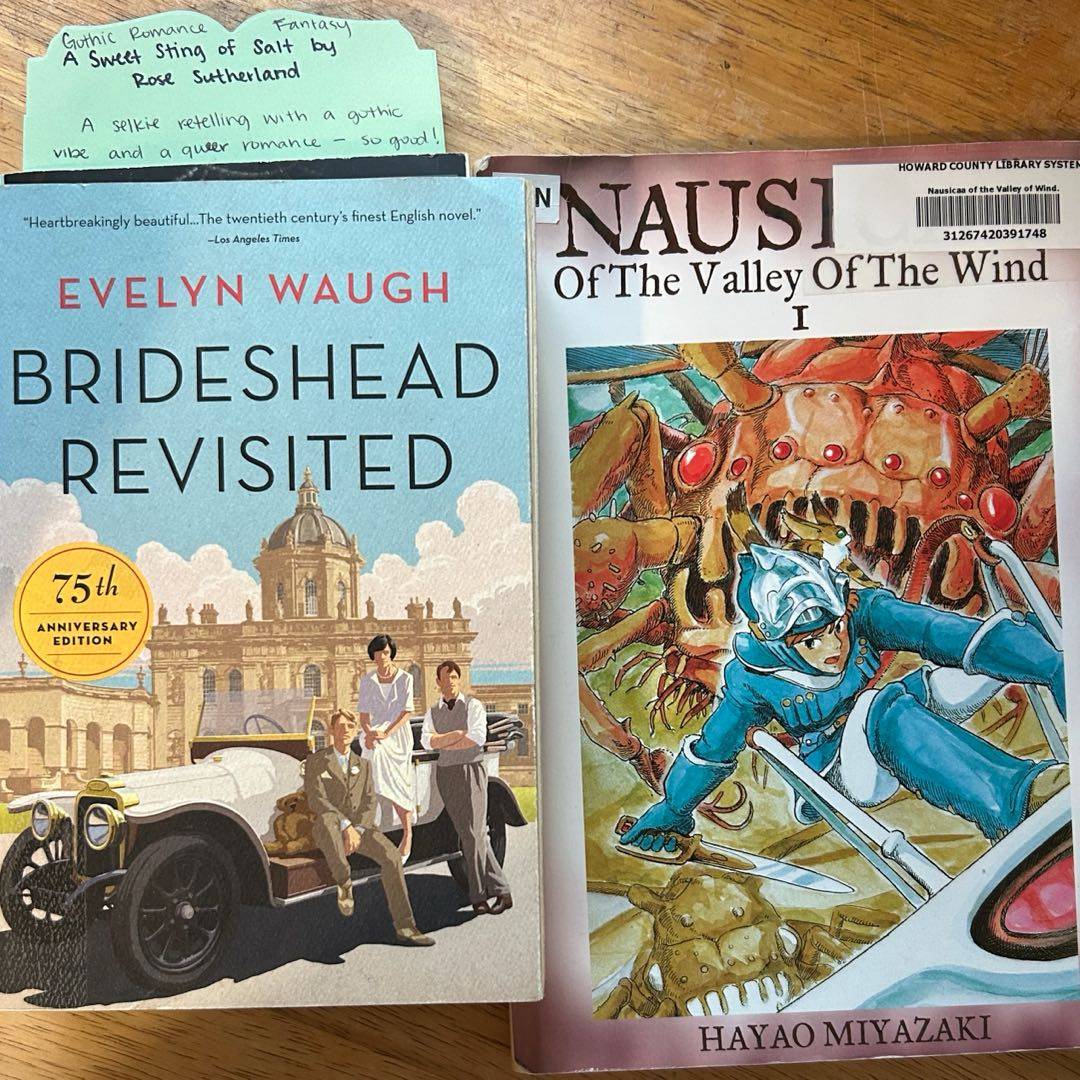 Gothic Romance Fantasy
A Sweet Sting of Salt by
Rose Sutherland
A selkie retelling with a gothic
vibe and a queer romance – so good!
"Heartbreakingly beautiful...The twentieth century's finest English novel."
—Los Angeles Times
EVELYN WAUGH
BRIDESHEAD
REVISITED
75th
ANNIVERSARY
EDITION
N
HOWARD COUNTY LIBRARY SYSTEM
Nausicaa of the Valley of Wind.
31267420391748
NAUSI
Of The Valley Of The Wind
I
HAYAO MIYAZAKI